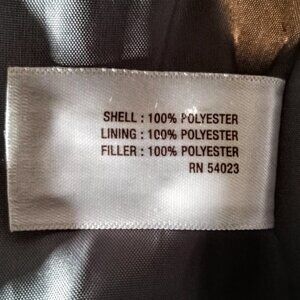 SHELL : 100% POLYESTER
LINING : 100% POLYESTER
FILLER : 100% POLYESTER
RN 54023